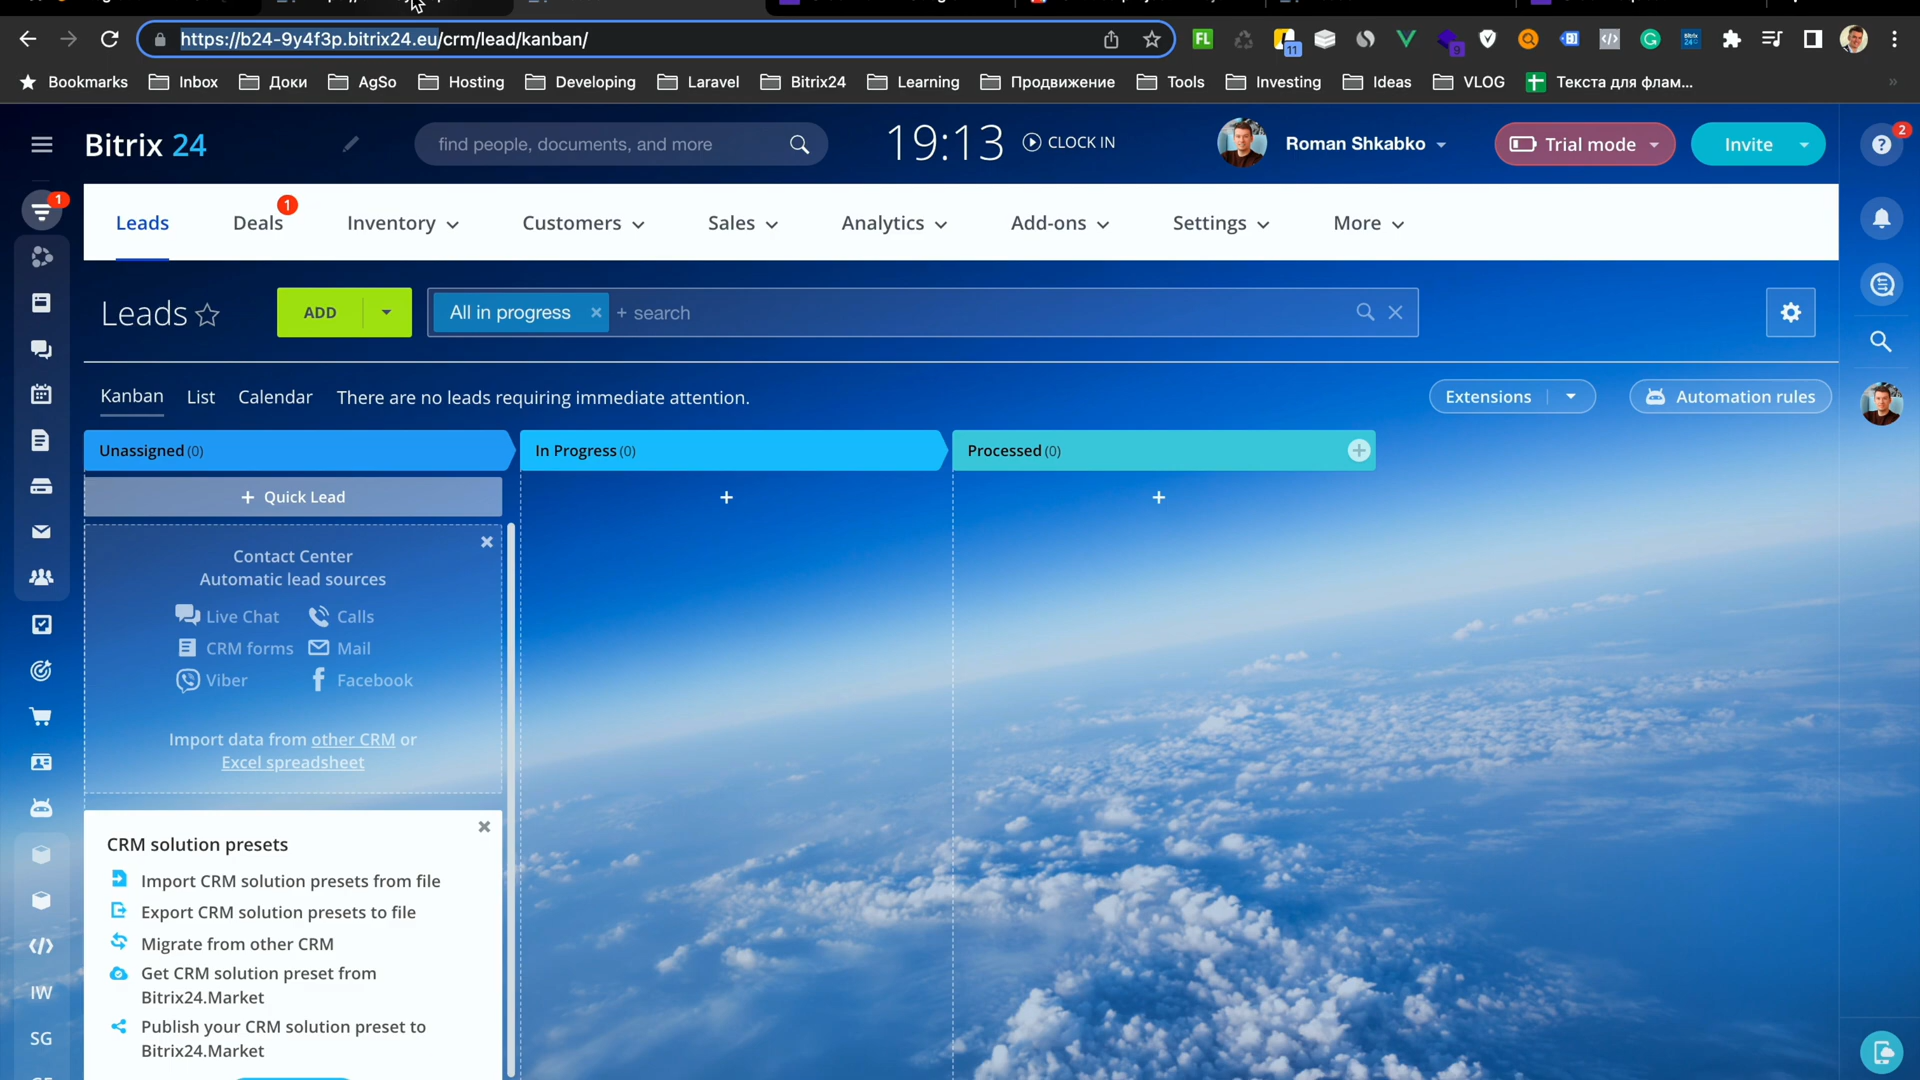 https://b24-9y4f3p.bitrix24.eu/crm/lead/kanban/
11
9
Bookmarks
Inbox
Доки
AgSo
Hosting
Developing
Laravel
Bitrix24
Learning
Продвижение
Tools
Investing
Ideas
VLOG
Текста для флам...
Bitrix 24
find people, documents, and more
19:13
CLOCK IN
Roman Shkabko
Trial mode
Invite
2
1
Leads
Deals
1
Inventory
Customers
Sales
Analytics
Add-ons
Settings
More
Leads
ADD
All in progress
+ search
Kanban
List
Calendar
There are no leads requiring immediate attention.
Extensions
Automation rules
Unassigned (0)
In Progress (0)
Processed (0)
+ Quick Lead
Contact Center
Automatic lead sources
Live Chat
Calls
CRM forms
Mail
Viber
Facebook
Import data from other CRM or
Excel spreadsheet
CRM solution presets
Import CRM solution presets from file
Export CRM solution presets to file
Migrate from other CRM
Get CRM solution preset from
Bitrix24.Market
Publish your CRM solution preset to
Bitrix24.Market
IW
SG